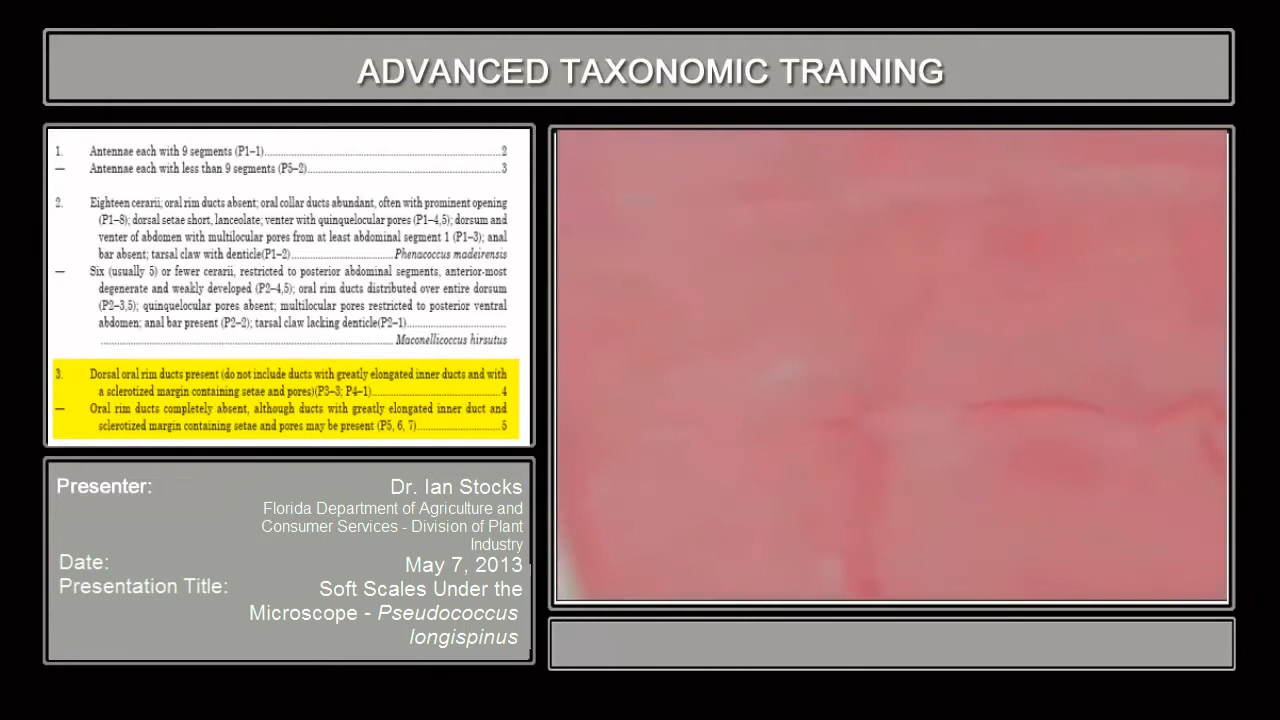 ADVANCED TAXONOMIC TRAINING
1. Antennae each with 9 segments (P1–1)...................2
— Antennae each with less than 9 segments (P5–2)...................3
2. Eighteen cerarii; oral rim ducts absent; oral collar ducts abundant, often with prominent opening
(P1–8); dorsal setae short, lanceolate; venter with quinquelocular pores (P1–4,5); dorsum and
venter of abdomen with multilocular pores from at least abdominal segment 1 (P1–3); anal
bar absent; tarsal claw with denticle(P1–2)...................Phenacoccus madeirensis
— Six (usually 5) or fewer cerarii, restricted to posterior abdominal segments, anterior-most
degenerate and weakly developed (P2–4,5); oral rim ducts distributed over entire dorsum
(P2–3,5); quinquelocular pores absent; multilocular pores restricted to posterior ventral
abdomen; anal bar present (P2–2); tarsal claw lacking denticle(P2–1)...................
...................Maconellicoccus hirsutus
3. Dorsal oral rim ducts present (do not include ducts with greatly elongated inner ducts and with
a sclerotized margin containing setae and pores)(P3–3; P4–1)...................4
— Oral rim ducts completely absent, although ducts with greatly elongated inner duct and
sclerotized margin containing setae and pores may be present (P5, 6, 7)...................5
Presenter: Dr. Ian Stocks
Florida Department of Agriculture and
Consumer Services - Division of Plant
Industry
Date: May 7, 2013
Presentation Title: Soft Scales Under the
Microscope - Pseudococcus
longispinus